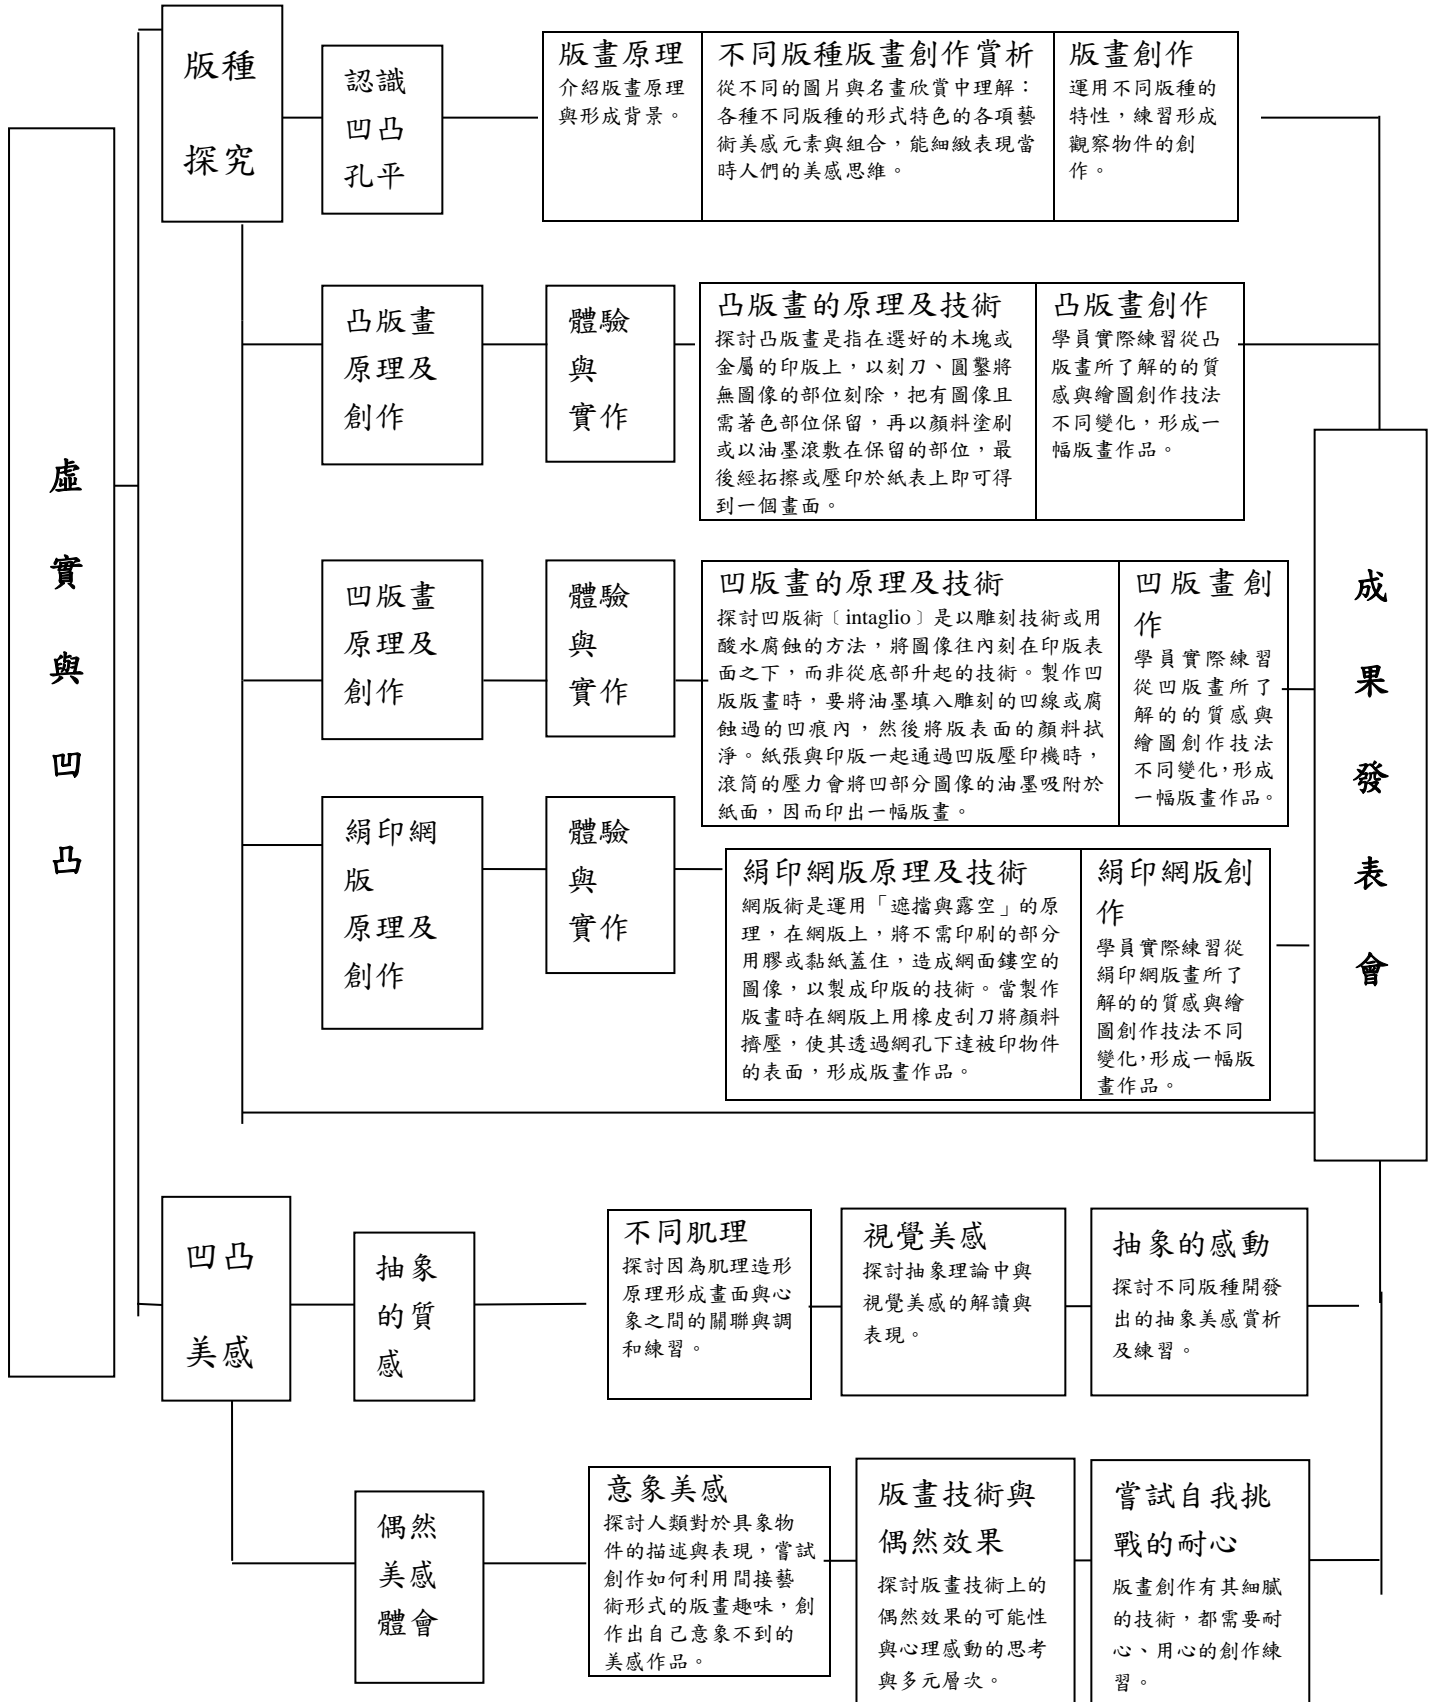 虛
實
與
凹
凸
版種
探究
認識
凹凸
孔平
版畫原理
介紹版畫原理
與形成背景。
不同版種版畫創作賞析
從不同的圖片與名畫欣賞中理解：
各種不同版種的形式特色的各項藝
術美感元素與組合，能細緻表現當
時人們的美感思維。
版畫創作
運用不同版種的
特性，練習形成
觀察物件的創
作。
凸版畫
原理及
創作
體驗
與
實作
凸版畫的原理及技術
探討凸版畫是指在選好的木塊或
金屬的印版上，以刻刀、圓鑿將
無圖像的部位刻除，把有圖像且
需著色部位保留，再以顏料塗刷
或以油墨滾敷在保留的部位，最
後經拓擦或壓印於紙表上即可得
到一個畫面。
凸版畫創作
學員實際練習從凸
版畫所了解的的質
感與繪圖創作技法
不同變化，形成一
幅版畫作品。
凹版畫
原理及
創作
體驗
與
實作
凹版畫的原理及技術
探討凹版術﹝intaglio﹞是以雕刻技術或用
酸水腐蝕的方法，將圖像往內刻在印版表
面之下，而非從底部升起的技術。製作凹
版版畫時，要將油墨填入雕刻的凹線或腐
蝕過的凹痕內，然後將版表面的顏料拭
淨。紙張與印版一起通過凹版壓印機時，
滾筒的壓力會將凹部分圖像的油墨吸附於
紙面，因而印出一幅版畫。
凹版畫創
作
學員實際練習
從凹版畫所了
解的的質感與
繪圖創作技法
不同變化，形成
一幅版畫作品。
絹印網
版
原理及
創作
體驗
與
實作
絹印網版原理及技術
網版術是運用「遮擋與露空」的原
理，在網版上，將不需印刷的部分
用膠或黏紙蓋住，造成網面鏤空的
圖像，以製成印版的技術。當製作
版畫時在網版上用橡皮刮刀將顏料
擠壓，使其透過網孔下達被印物件
的表面，形成版畫作品。
絹印網版創
作
學員實際練習從
絹印網版畫所了
解的的質感與繪
圖創作技法不同
變化，形成一幅版
畫作品。
成
果
發
表
會
凹凸
美感
抽象
的質
感
不同肌理
探討因為肌理造形
原理形成畫面與心
象之間的關聯與調
和練習。
視覺美感
探討抽象理論中與
視覺美感的解讀與
表現。
抽象的感動
探討不同版種開發
出的抽象美感賞析
及練習。
偶然
美感
體會
意象美感
探討人類對於具象物
件的描述與表現，嘗試
創作如何利用間接藝
術形式的版畫趣味，創
作出自己意象不到的
美感作品。
版畫技術與
偶然效果
探討版畫技術上的
偶然效果的可能性
與心理感動的思考
與多元層次。
嘗試自我挑
戰的耐心
版畫創作有其細膩
的技術，都需要耐
心、用心的創作練
習。